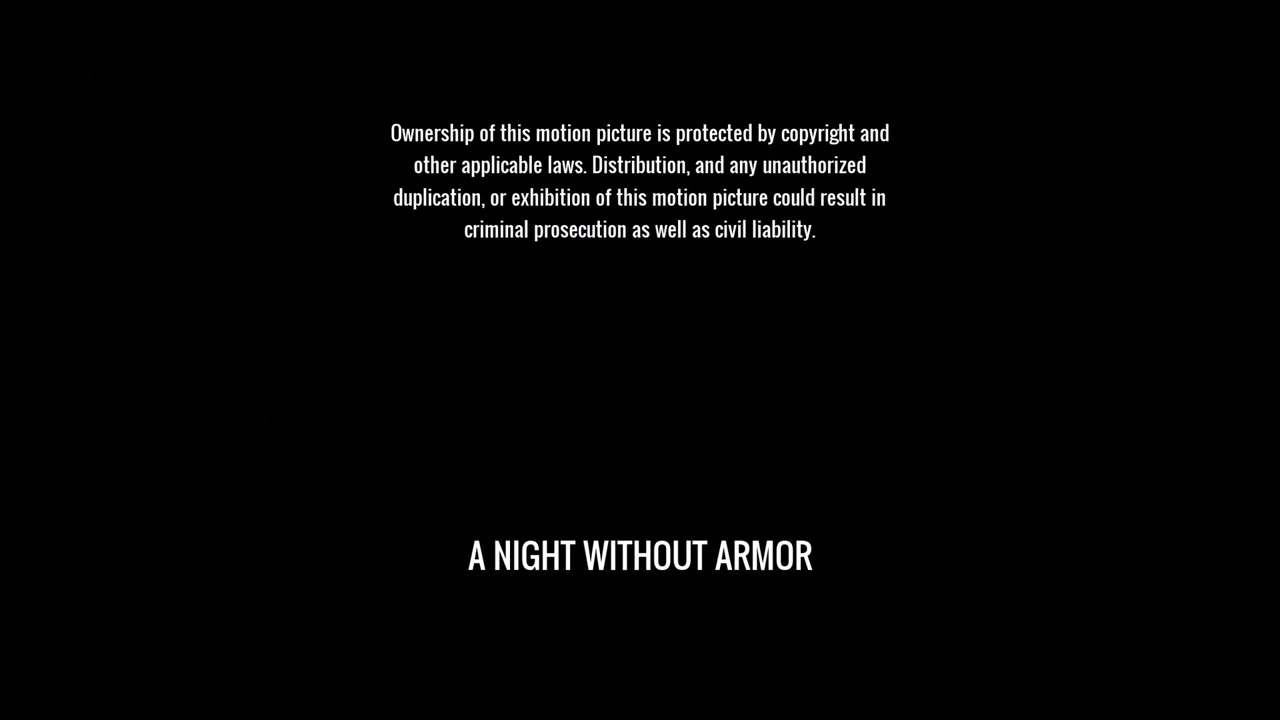 Ownership of this motion picture is protected by copyright and
other applicable laws. Distribution, and any unauthorized
duplication, or exhibition of this motion picture could result in
criminal prosecution as well as civil liability.
A NIGHT WITHOUT ARMOR